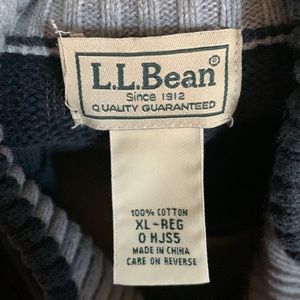 L.L.Bean®
Since 1912
QUALITY GUARANTEED
100% COTTON
XL-REG
0 HJS5
MADE IN CHINA
CARE ON REVERSE